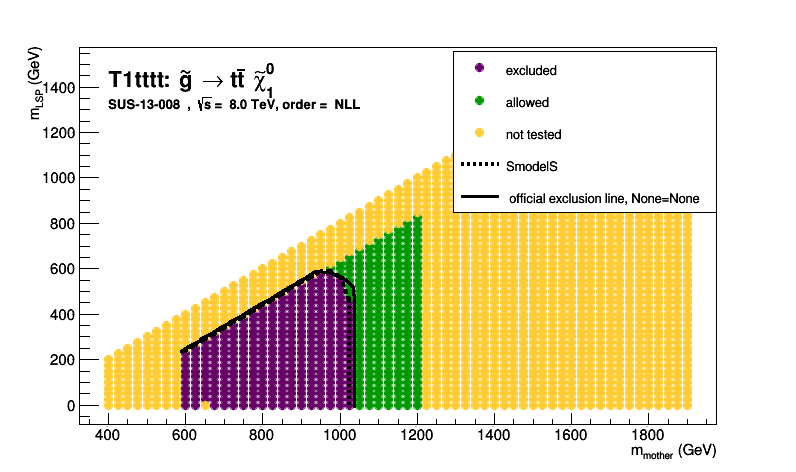 T1tttt: g̃ → tt̄ χ̃₁⁰
SUS-13-008 , √s = 8.0 TeV, order = NLL
excluded
allowed
not tested
SmodelS
official exclusion line, None=None
m_LSP (GeV)
1400
1200
1000
800
600
400
200
0
400 600 800 1000 1200 1400 1600 1800
m_mother (GeV)